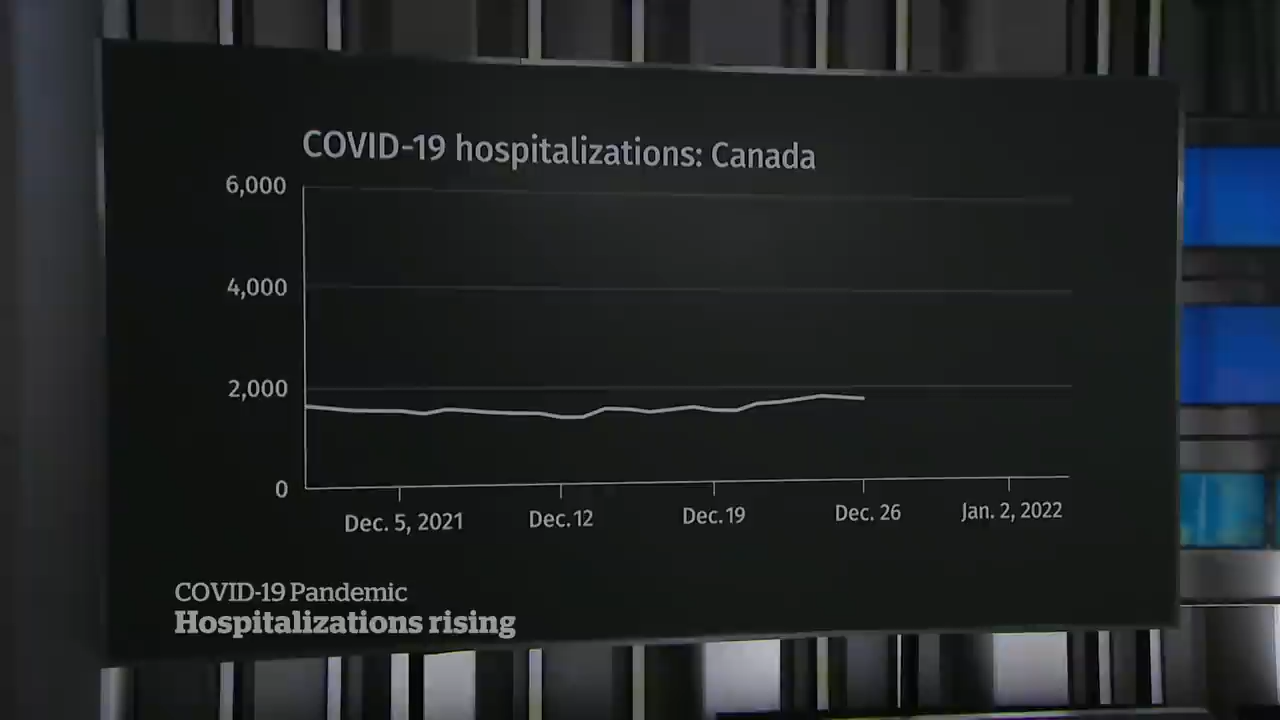 COVID-19 hospitalizations: Canada
6,000
4,000
2,000
0
Dec. 5, 2021
Dec. 12
Dec. 19
Dec. 26
Jan. 2, 2022
COVID-19 Pandemic
Hospitalizations rising